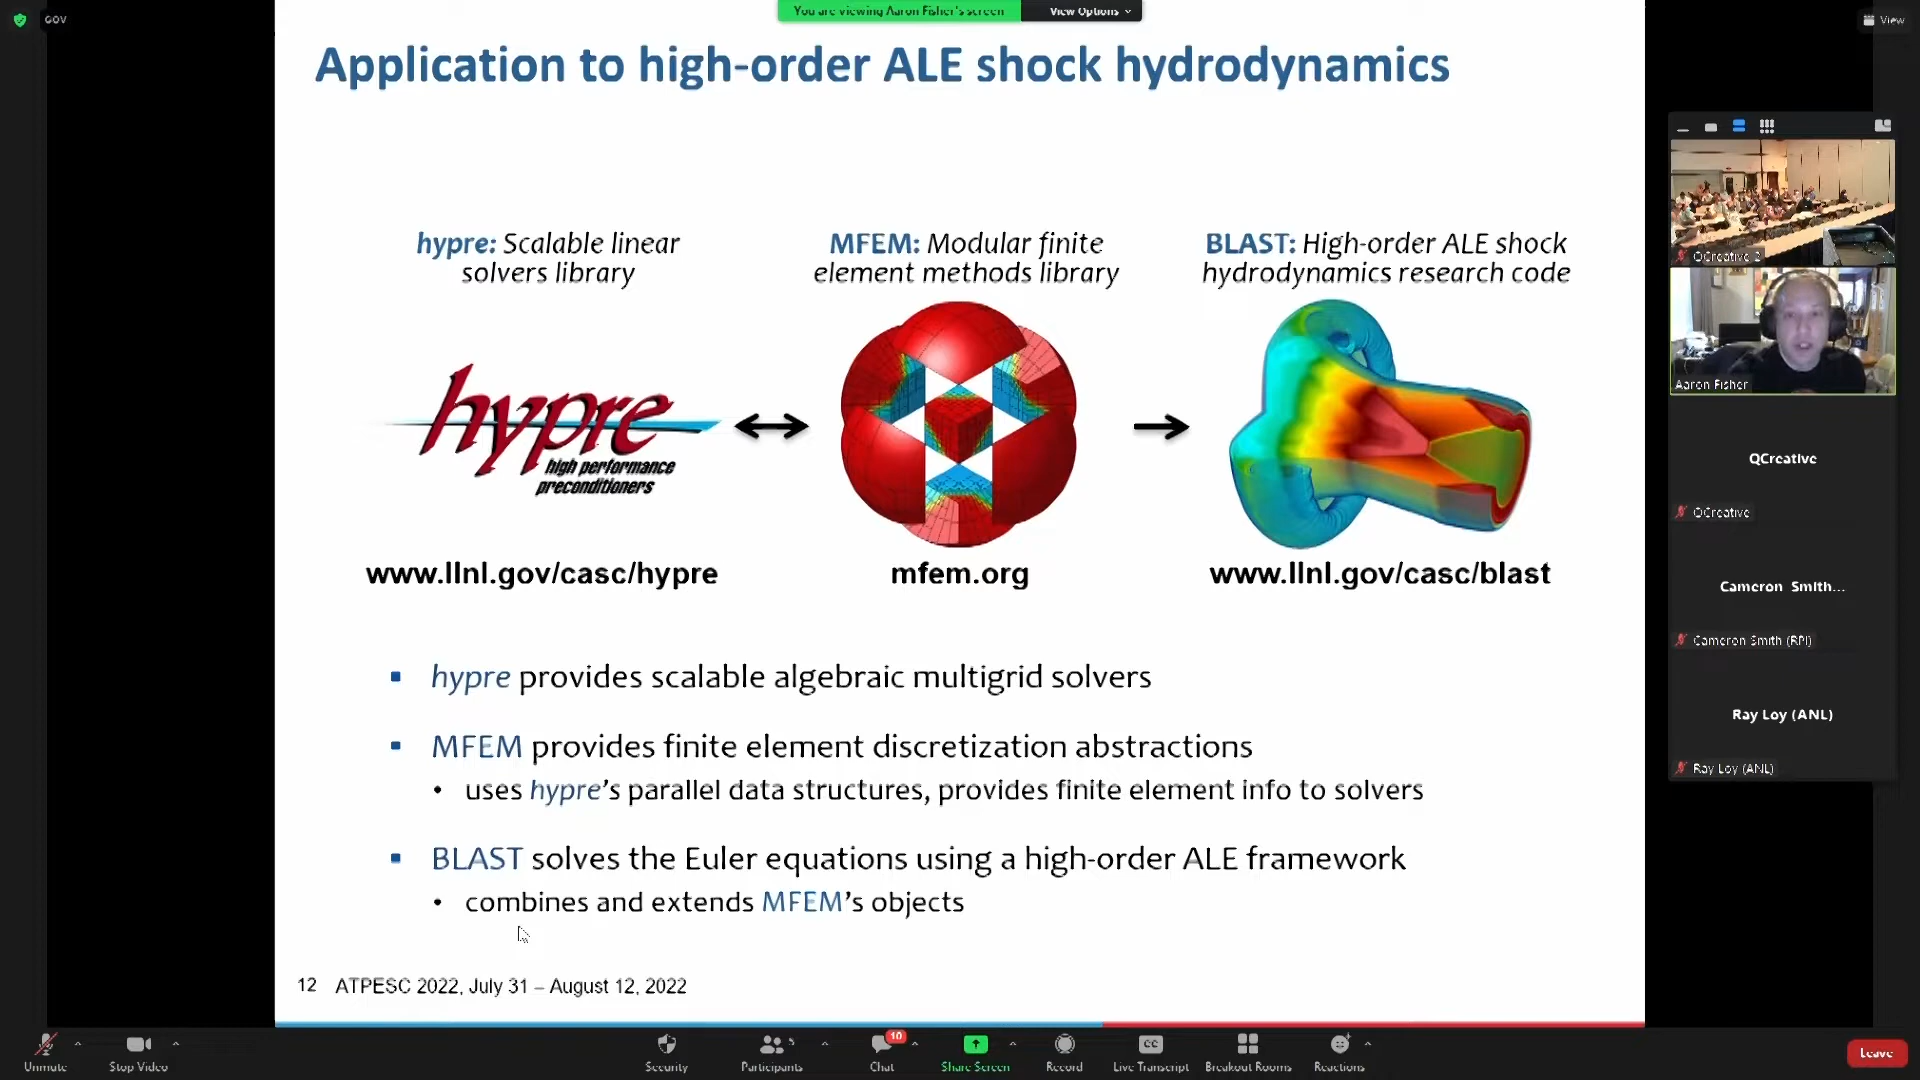 GOV
You are viewing Aaron Fisher's screen
View Options
View
Application to high-order ALE shock hydrodynamics
hypre: Scalable linear
solvers library
MFEM: Modular finite
element methods library
BLAST: High-order ALE shock
hydrodynamics research code
hypre
high performance
preconditioners
www.llnl.gov/casc/hypre
mfem.org
www.llnl.gov/casc/blast
▪ hypre provides scalable algebraic multigrid solvers
▪ MFEM provides finite element discretization abstractions
• uses hypre's parallel data structures, provides finite element info to solvers
▪ BLAST solves the Euler equations using a high-order ALE framework
• combines and extends MFEM's objects
12 ATPESC 2022, July 31 – August 12, 2022
QCreative 2
Aaron Fisher
QCreative
QCreative
Cameron Smith...
Cameron Smith (RPI)
Ray Loy (ANL)
Ray Loy (ANL)
Unmute
Stop Video
Security
Participants
10
Chat
Share Screen
Record
CC
Live Transcript
Breakout Rooms
Reactions
Leave